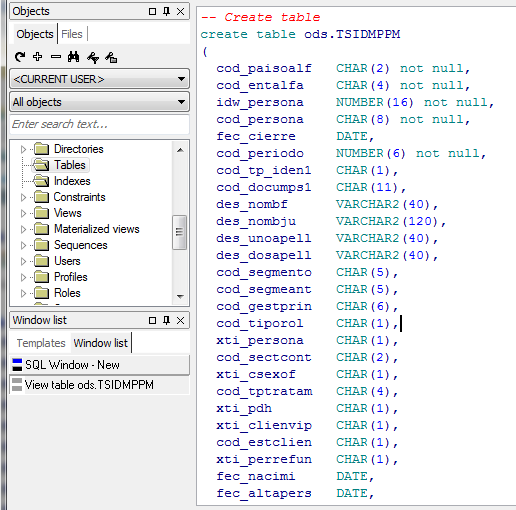 Objects
Objects Files
<CURRENT USER>
All objects
Enter search text...
Directories
Tables
Indexes
Constraints
Views
Materialized views
Sequences
Users
Profiles
Roles
Window list
Templates Window list
SQL Window - New
View table ods.TSIDMPPM
-- Create table
create table ods.TSIDMPPM
(
cod_paisoalf CHAR(2) not null,
cod_entalfa CHAR(4) not null,
idw_persona NUMBER(16) not null,
cod_persona CHAR(8) not null,
fec_cierre DATE,
cod_periodo NUMBER(6) not null,
cod_tp_iden1 CHAR(1),
cod_documps1 CHAR(11),
des_nombf VARCHAR2(40),
des_nombju VARCHAR2(120),
des_unoapell VARCHAR2(40),
des_dosapell VARCHAR2(40),
cod_segmento CHAR(5),
cod_segmeant CHAR(5),
cod_gestprin CHAR(6),
cod_tiporol CHAR(1),
xti_persona CHAR(1),
cod_sectcont CHAR(2),
xti_csexof CHAR(1),
cod_tptratam CHAR(4),
xti_pdh CHAR(1),
xti_clienvip CHAR(1),
cod_estclien CHAR(1),
xti_perrefun CHAR(1),
fec_nacimi DATE,
fec_altapers DATE,